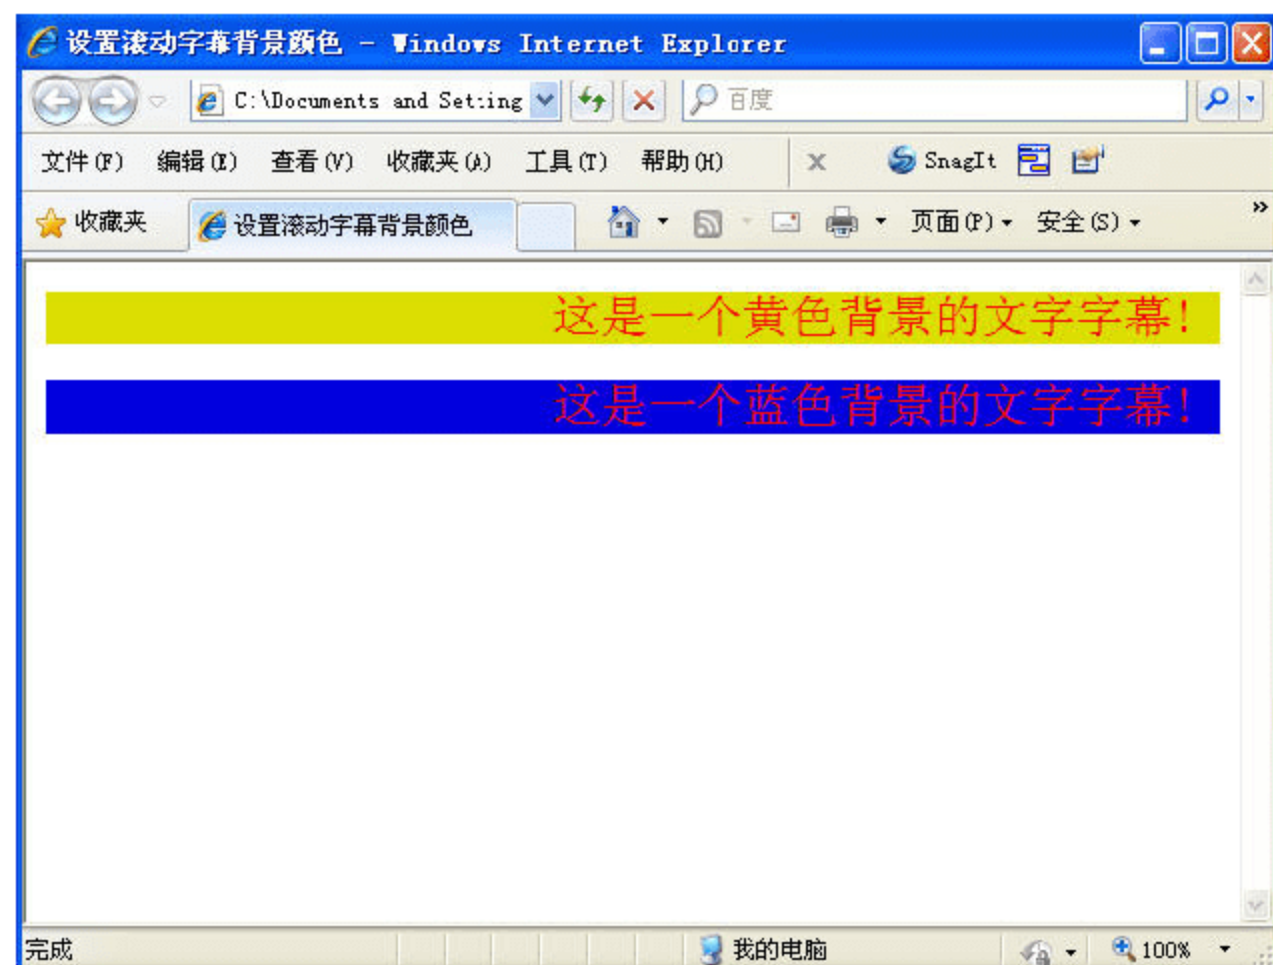 设置滚动字幕背景颜色 - Windows Internet Explorer
C:\Documents and Setting
百度
文件(F) 编辑(E) 查看(V) 收藏夹(A) 工具(T) 帮助(H) x SnagIt
收藏夹 设置滚动字幕背景颜色 页面(P) 安全(S) »
这是一个黄色背景的文字字幕!
这是一个蓝色背景的文字字幕!
完成 我的电脑 100%